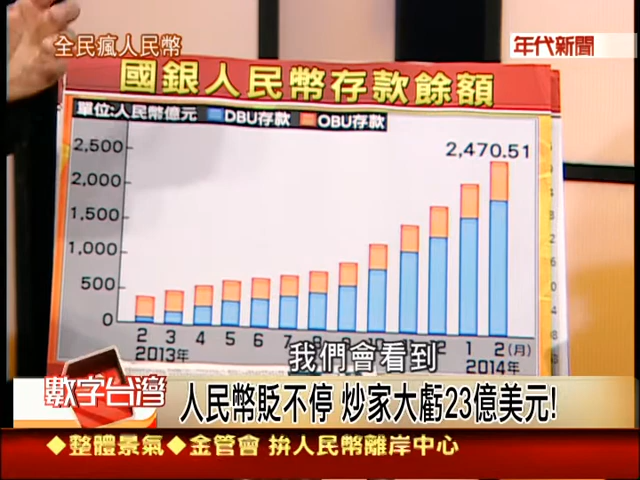 全民瘋人民幣
年代新聞
國銀人民幣存款餘額
單位:人民幣億元 DBU存款 OBU存款
2,470.51
2,500
2,000
1,500
1,000
500
0
2 3 4 5 6 7 8 9 10 11 12 1 2(月)
2013年 2014年
我們會看到
數字台灣
人民幣貶不停 炒家大虧23億美元!
◆整體景氣◆金管會 拚人民幣離岸中心